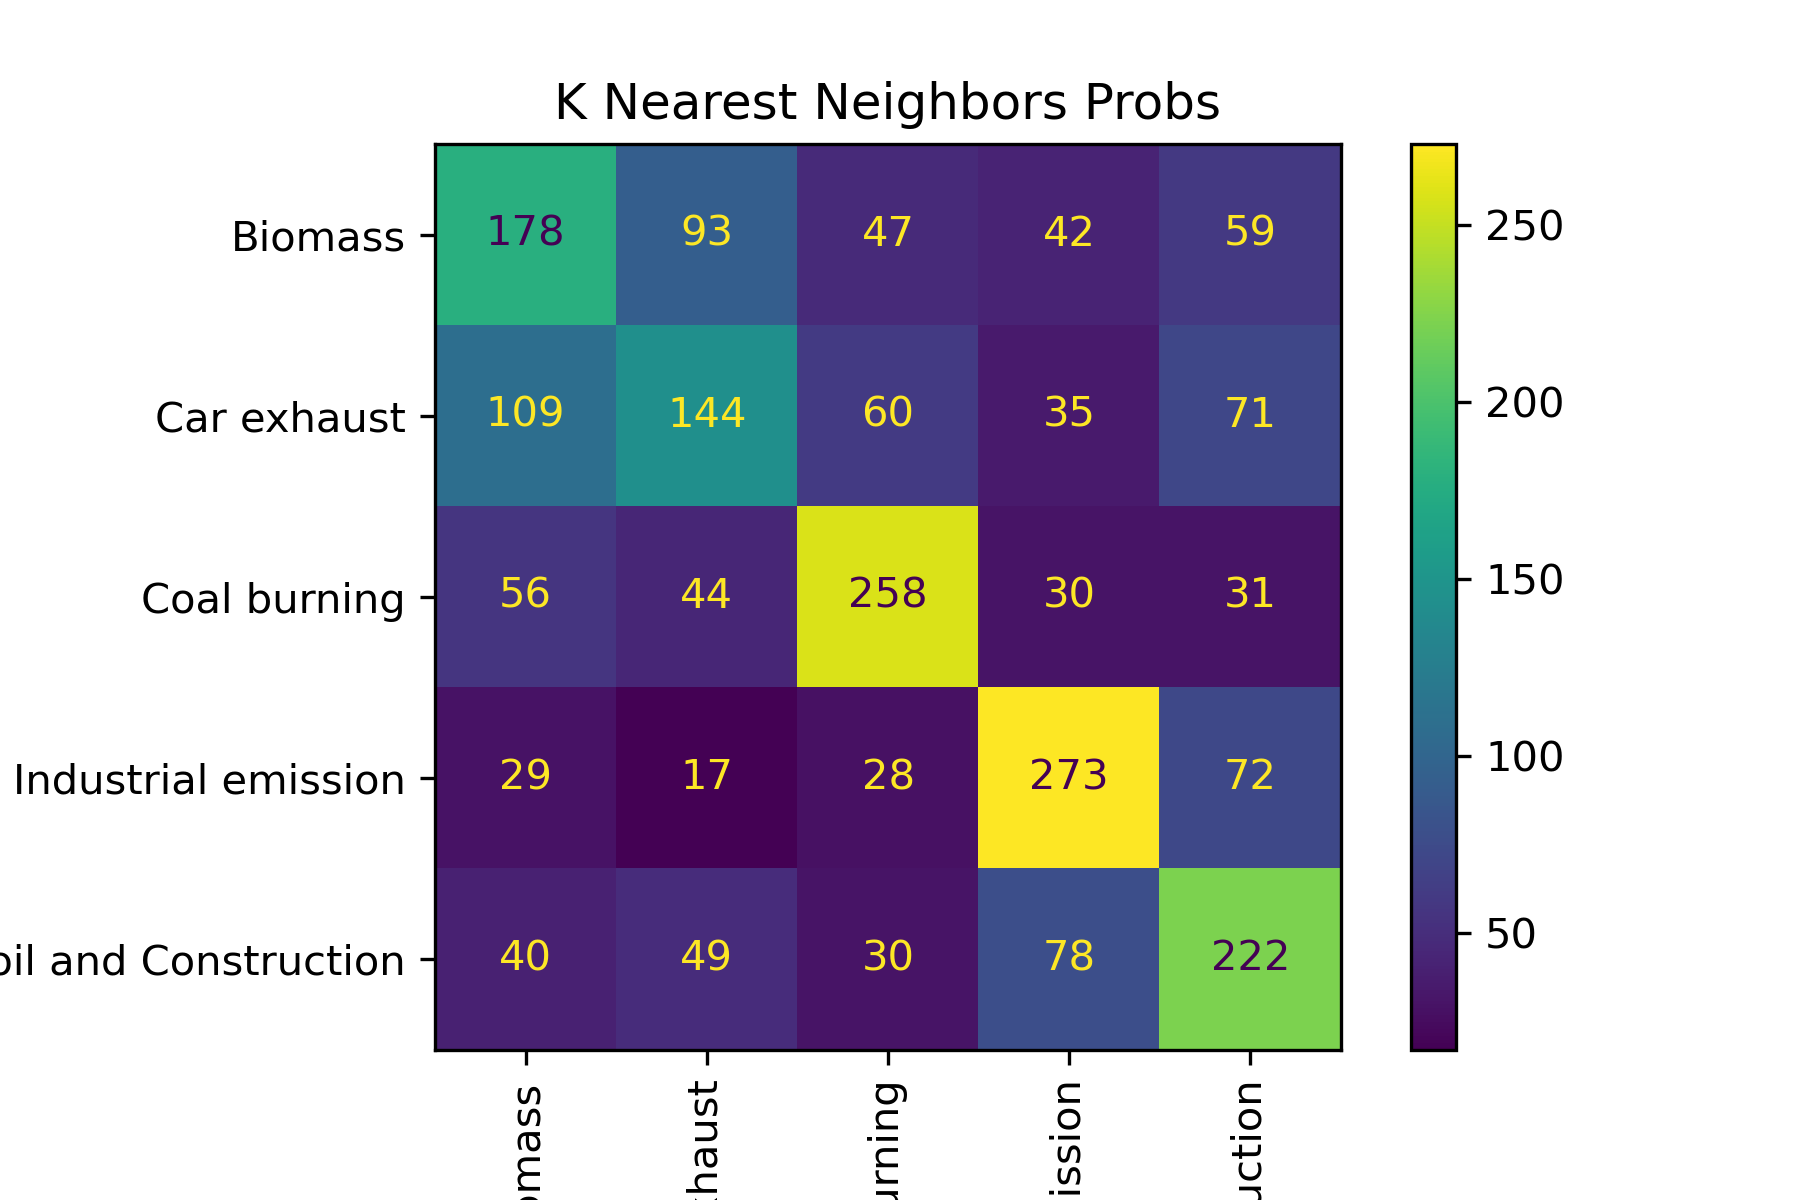 K Nearest Neighbors Probs
Biomass 178 93 47 42 59
Car exhaust 109 144 60 35 71
Coal burning 56 44 258 30 31
Industrial emission 29 17 28 273 72
oil and Construction 40 49 30 78 222
omass
xhaust
urning
ission
uction
250
200
150
100
50